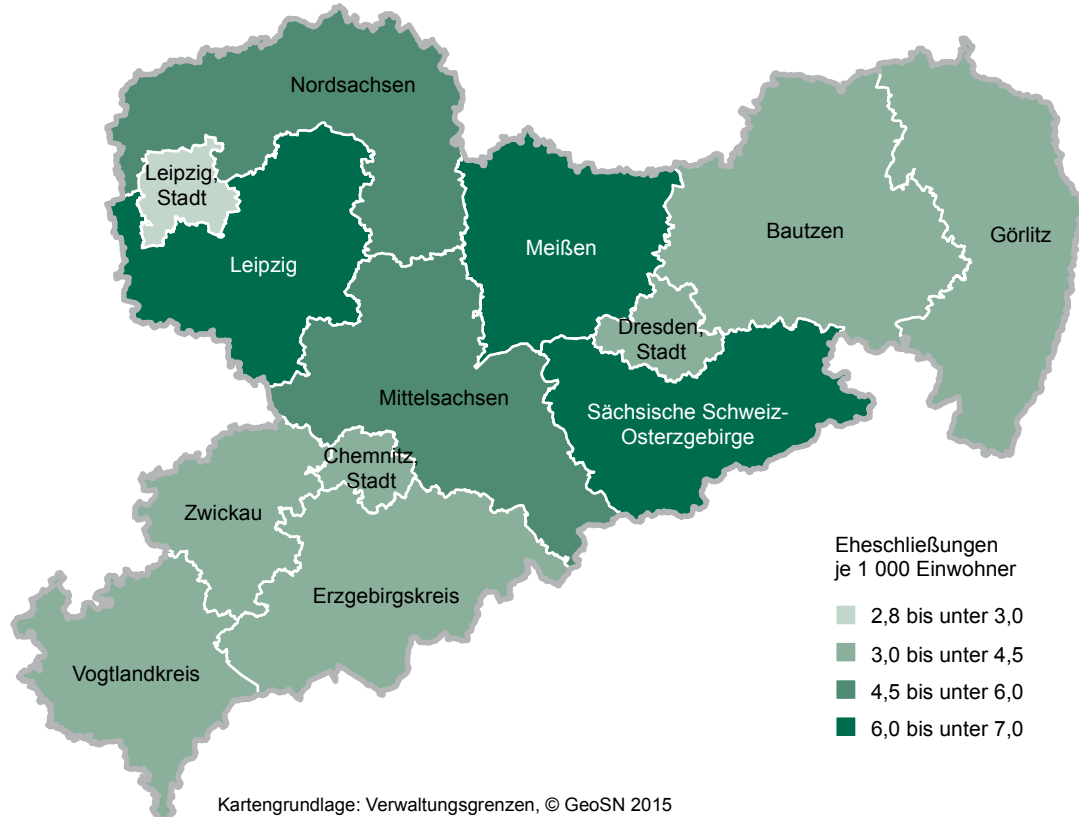 Nordsachsen
Leipzig,
Stadt
Leipzig
Meißen
Bautzen
Görlitz
Dresden,
Stadt
Mittelsachsen
Sächsische Schweiz-
Osterzgebirge
Chemnitz,
Stadt
Zwickau
Erzgebirgskreis
Vogtlandkreis
Eheschließungen
je 1 000 Einwohner
2,8 bis unter 3,0
3,0 bis unter 4,5
4,5 bis unter 6,0
6,0 bis unter 7,0
Kartengrundlage: Verwaltungsgrenzen, © GeoSN 2015